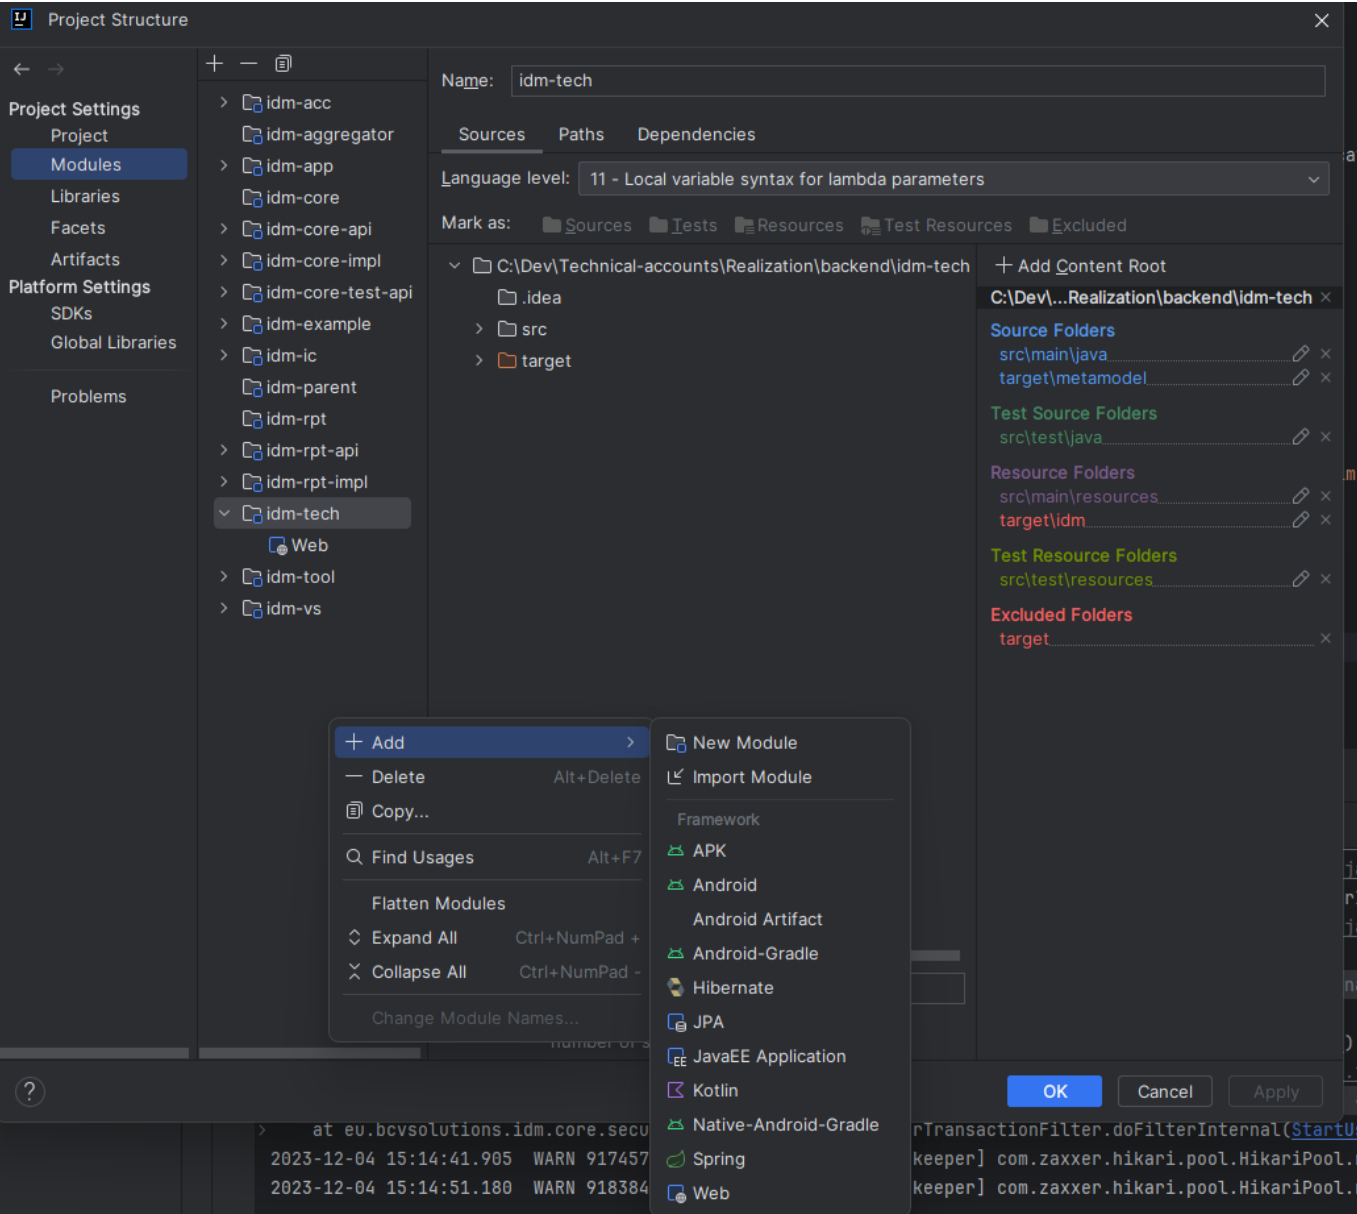 Project Structure
Project Settings
Project
Modules
Libraries
Facets
Artifacts
Platform Settings
SDKs
Global Libraries
Problems
idm-acc
idm-aggregator
idm-app
idm-core
idm-core-api
idm-core-impl
idm-core-test-api
idm-example
idm-ic
idm-parent
idm-rpt
idm-rpt-api
idm-rpt-impl
idm-tech
Web
idm-tool
idm-vs
Name: idm-tech
Sources Paths Dependencies
Language level: 11 - Local variable syntax for lambda parameters
Mark as: Sources Tests Resources Test Resources Excluded
C:\Dev\Technical-accounts\Realization\backend\idm-tech
.idea
src
target
+ Add Content Root
C:\Dev\...Realization\backend\idm-tech
Source Folders
src\main\java
target\metamodel
Test Source Folders
src\test\java
Resource Folders
src\main\resources
target\idm
Test Resource Folders
src\test\resources
Excluded Folders
target
Add
Delete Alt+Delete
Copy...
Find Usages Alt+F7
Flatten Modules
Expand All Ctrl+NumPad +
Collapse All Ctrl+NumPad -
Change Module Names...
New Module
Import Module
Framework
APK
Android
Android Artifact
Android-Gradle
Hibernate
JPA
JavaEE Application
Kotlin
Native-Android-Gradle
Spring
Web
number of s
? OK Cancel Apply
at eu.bcvsolutions.idm.core.secu rTransactionFilter.doFilterInternal(StartU
2023-12-04 15:14:41.905 WARN 917457 keeper] com.zaxxer.hikari.pool.HikariPool.
2023-12-04 15:14:51.180 WARN 918384 keeper] com.zaxxer.hikari.pool.HikariPool.